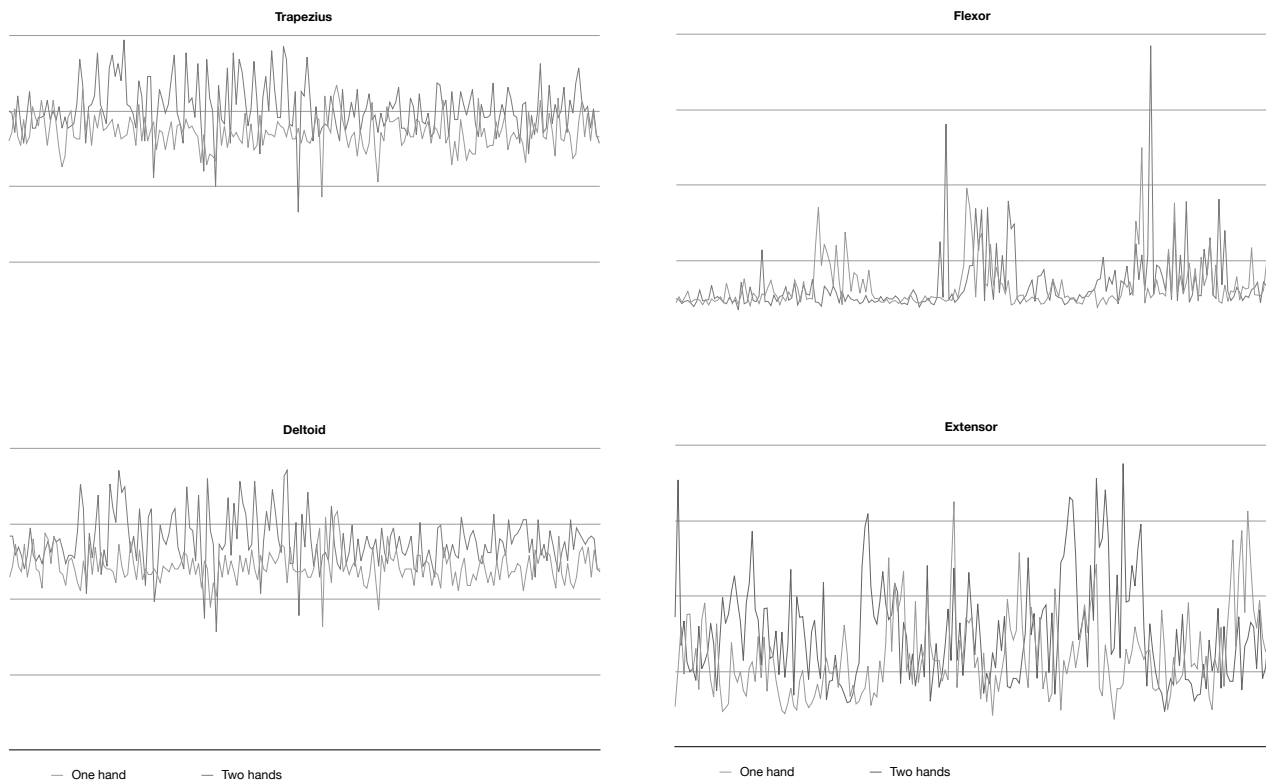 Trapezius
Flexor
Deltoid
Extensor
One hand
Two hands
One hand
Two hands